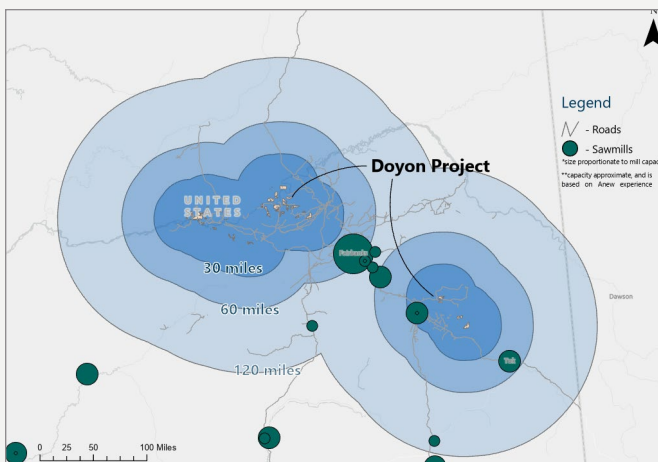 N
Legend
- Roads
- Sawmills
*size proportionate to mill capac
**capacity approximate, and is
based on Anew experience
Doyon Project
UNITED
STATES
Fairbanks
30 miles
60 miles
120 miles
Dawson
Tok
0 25 50 100 Miles